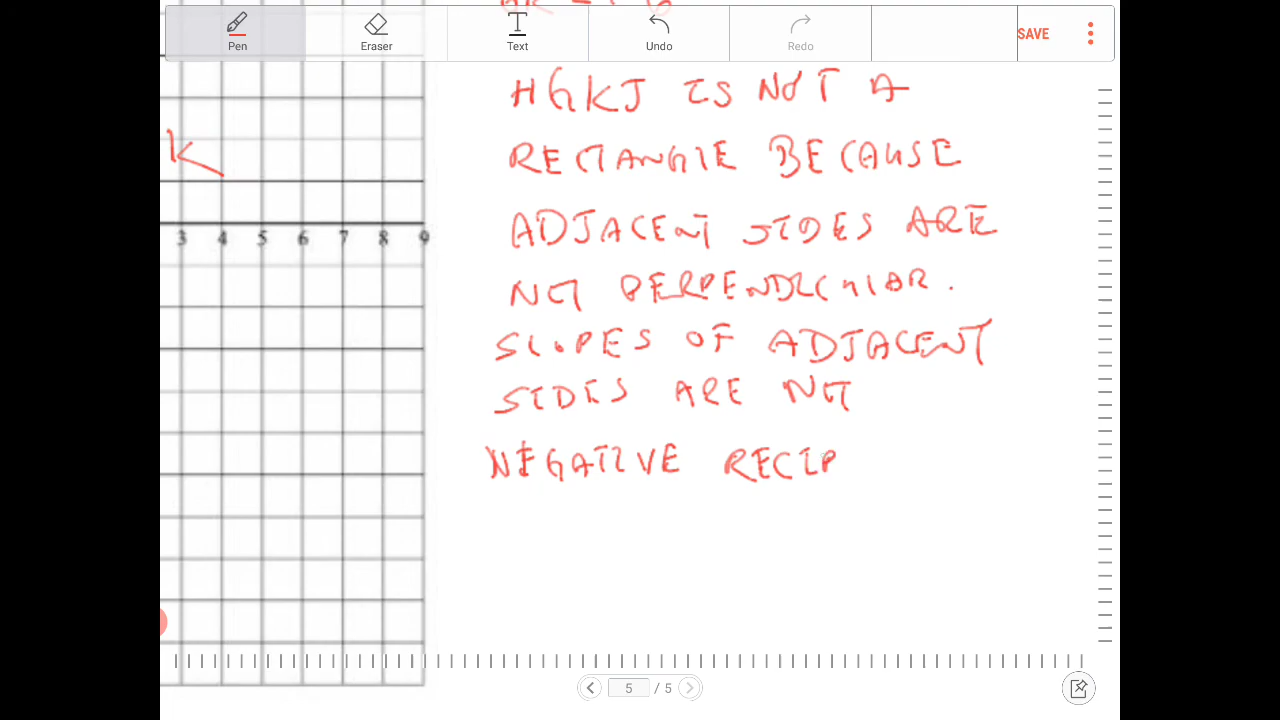 Pen Eraser Text Undo Redo SAVE
HGKJ IS NOT A
K
RECTANGLE BECAUSE
ADJACENT SIDES ARE
3 4 5 6 7 8 9
NOT PERPENDICULAR.
SLOPES OF ADJACENT
SIDES ARE NOT
NEGATIVE RECIP
5 / 5